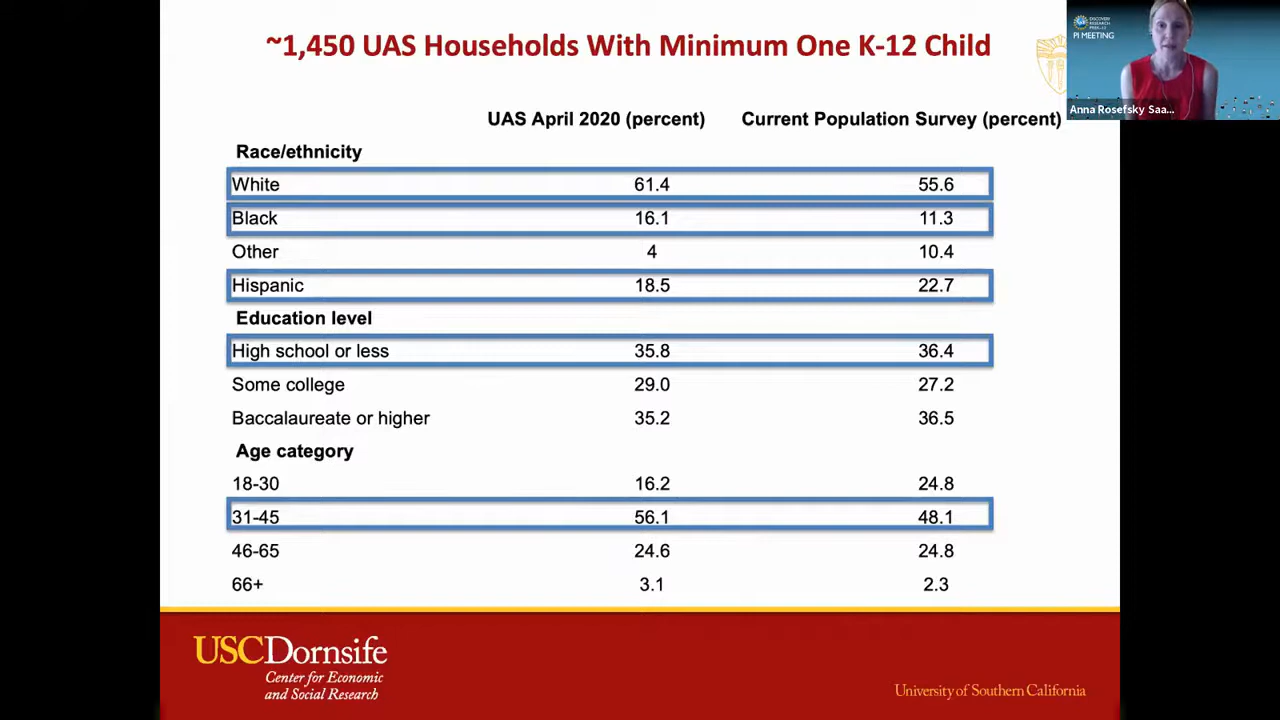 ~1,450 UAS Households With Minimum One K-12 Child
DISCOVERY
RESEARCH
PI MEETING
Anna Rosefsky Saa...
UAS April 2020 (percent) Current Population Survey (percent)
Race/ethnicity
White 61.4 55.6
Black 16.1 11.3
Other 4 10.4
Hispanic 18.5 22.7
Education level
High school or less 35.8 36.4
Some college 29.0 27.2
Baccalaureate or higher 35.2 36.5
Age category
18-30 16.2 24.8
31-45 56.1 48.1
46-65 24.6 24.8
66+ 3.1 2.3
USCDornsife
Center for Economic
and Social Research
University of Southern California